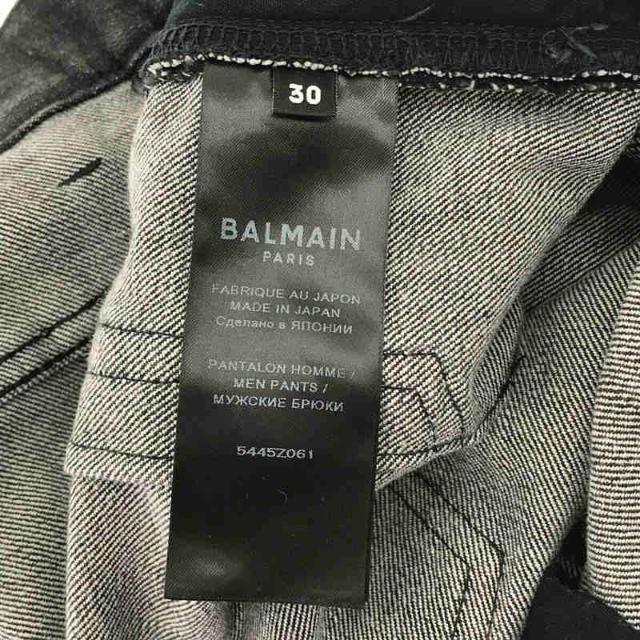 30
BALMAIN
PARIS
FABRIQUE AU JAPON
MADE IN JAPAN
Сделано в ЯПОНИИ
PANTALON HOMME /
MEN PANTS /
МУЖСКИЕ БРЮКИ
5445Z061